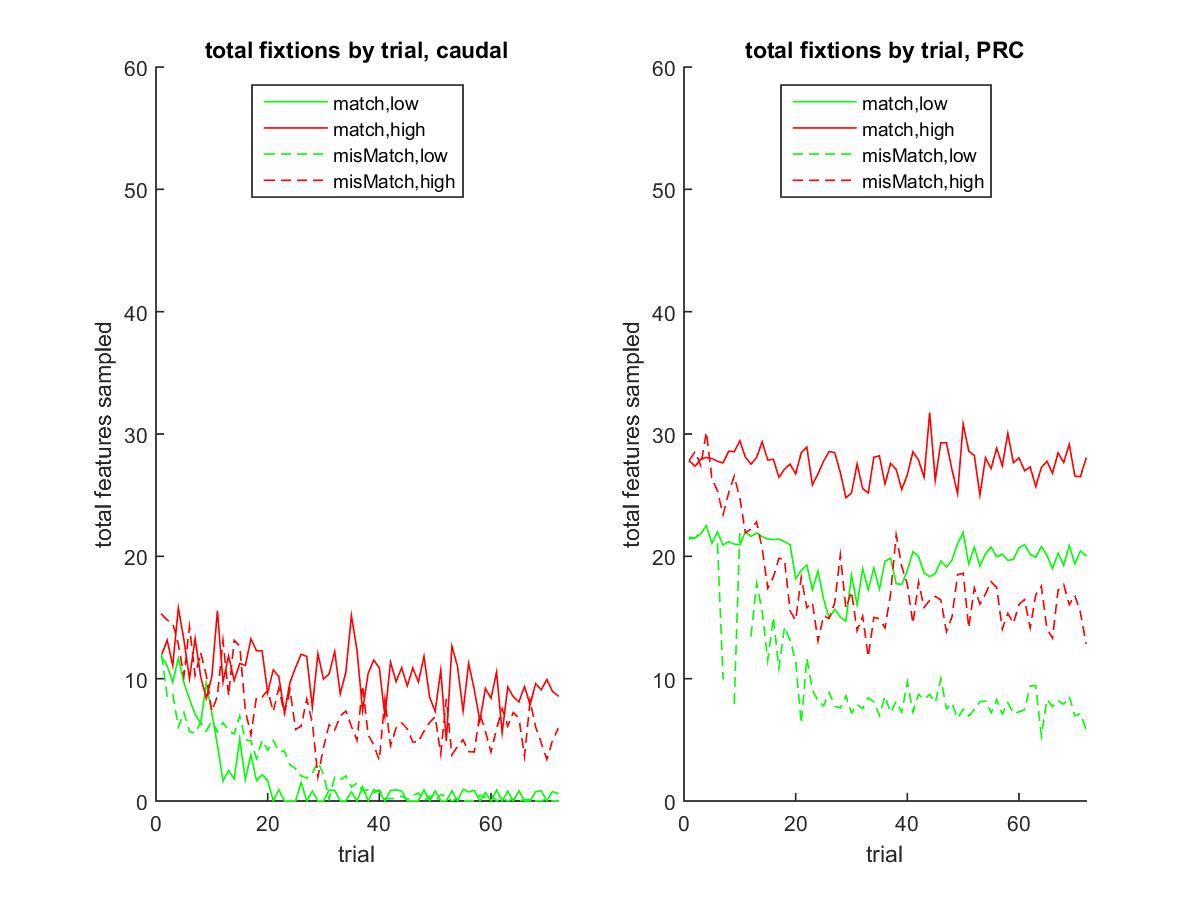 total fixtions by trial, caudal
60
50
40
30
20
10
0
total features sampled
match,low
match,high
misMatch,low
misMatch,high
0 20 40 60
trial
total fixtions by trial, PRC
60
50
40
30
20
10
0
total features sampled
match,low
match,high
misMatch,low
misMatch,high
0 20 40 60
trial